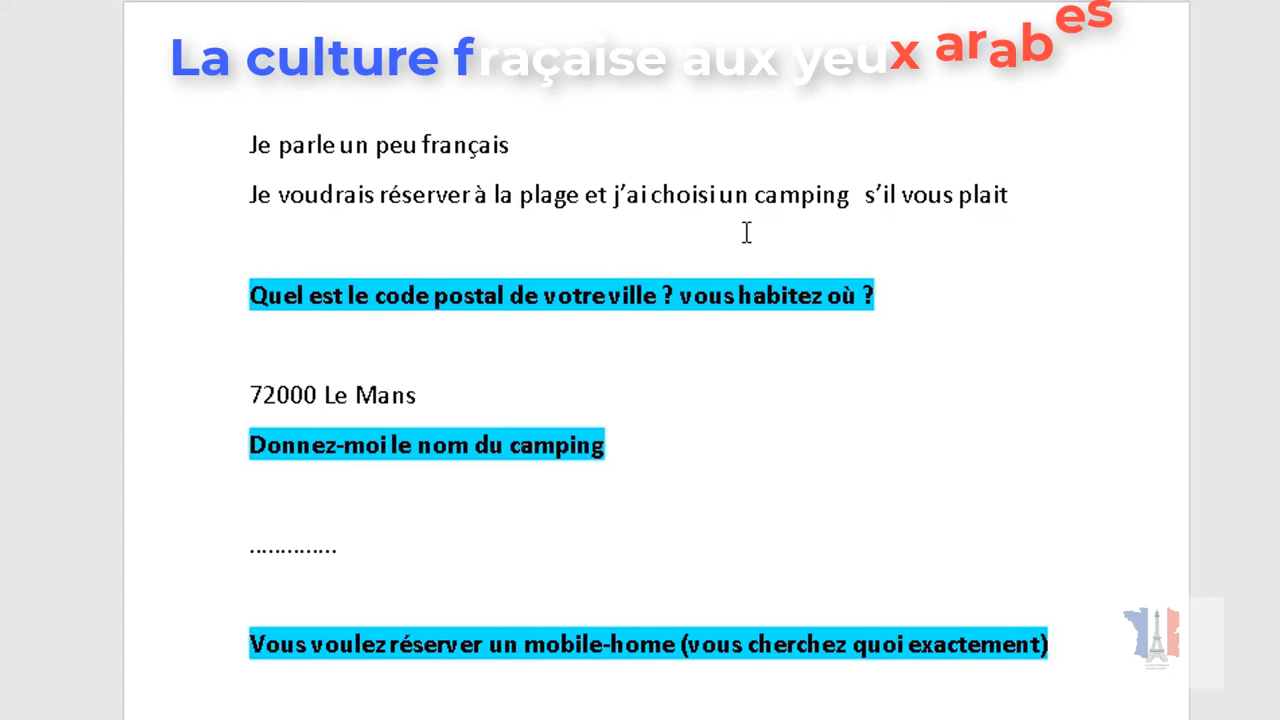 La culture fraçaise aux yeux arabes
Je parle un peu français
Je voudrais réserver à la plage et j’ai choisi un camping s’il vous plait
Quel est le code postal de votre ville ? vous habitez où ?
72000 Le Mans
Donnez-moi le nom du camping
..............
Vous voulez réserver un mobile-home (vous cherchez quoi exactement)